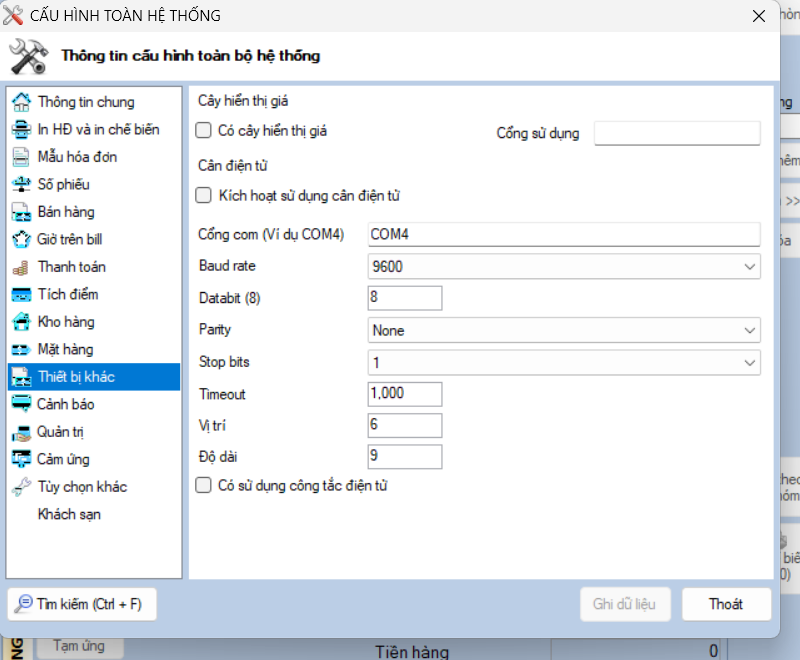 CẤU HÌNH TOÀN HỆ THỐNG
Thông tin cấu hình toàn bộ hệ thống
Thông tin chung
In HĐ và in chế biến
Mẫu hóa đơn
Số phiếu
Bán hàng
Giờ trên bill
Thanh toán
Tích điểm
Kho hàng
Mặt hàng
Thiết bị khác
Cảnh báo
Quản trị
Cảm ứng
Tùy chọn khác
Khách sạn
Cây hiển thị giá
Có cây hiển thị giá
Cổng sử dụng
Cân điện tử
Kích hoạt sử dụng cân điện tử
Cổng com (Ví dụ COM4) COM4
Baud rate 9600
Databit (8) 8
Parity None
Stop bits 1
Timeout 1,000
Vị trí 6
Độ dài 9
Có sử dụng công tắc điện tử
Tìm kiếm (Ctrl + F)
Ghi dữ liệu
Thoát
Tạm ứng
Tiền hàng 0